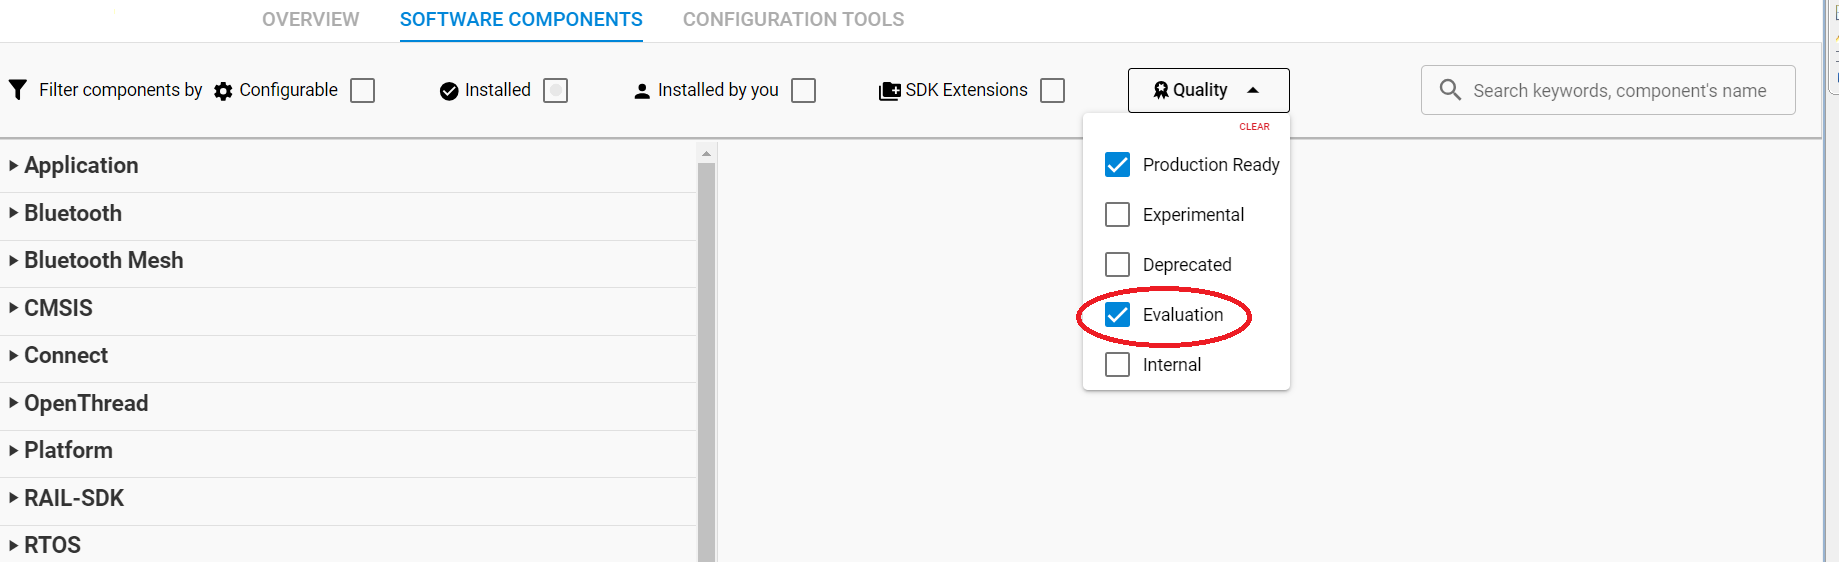 OVERVIEW SOFTWARE COMPONENTS CONFIGURATION TOOLS
Filter components by Configurable Installed Installed by you SDK Extensions Quality Search keywords, component's name
CLEAR
Production Ready
Experimental
Deprecated
Evaluation
Internal
Application
Bluetooth
Bluetooth Mesh
CMSIS
Connect
OpenThread
Platform
RAIL-SDK
RTOS